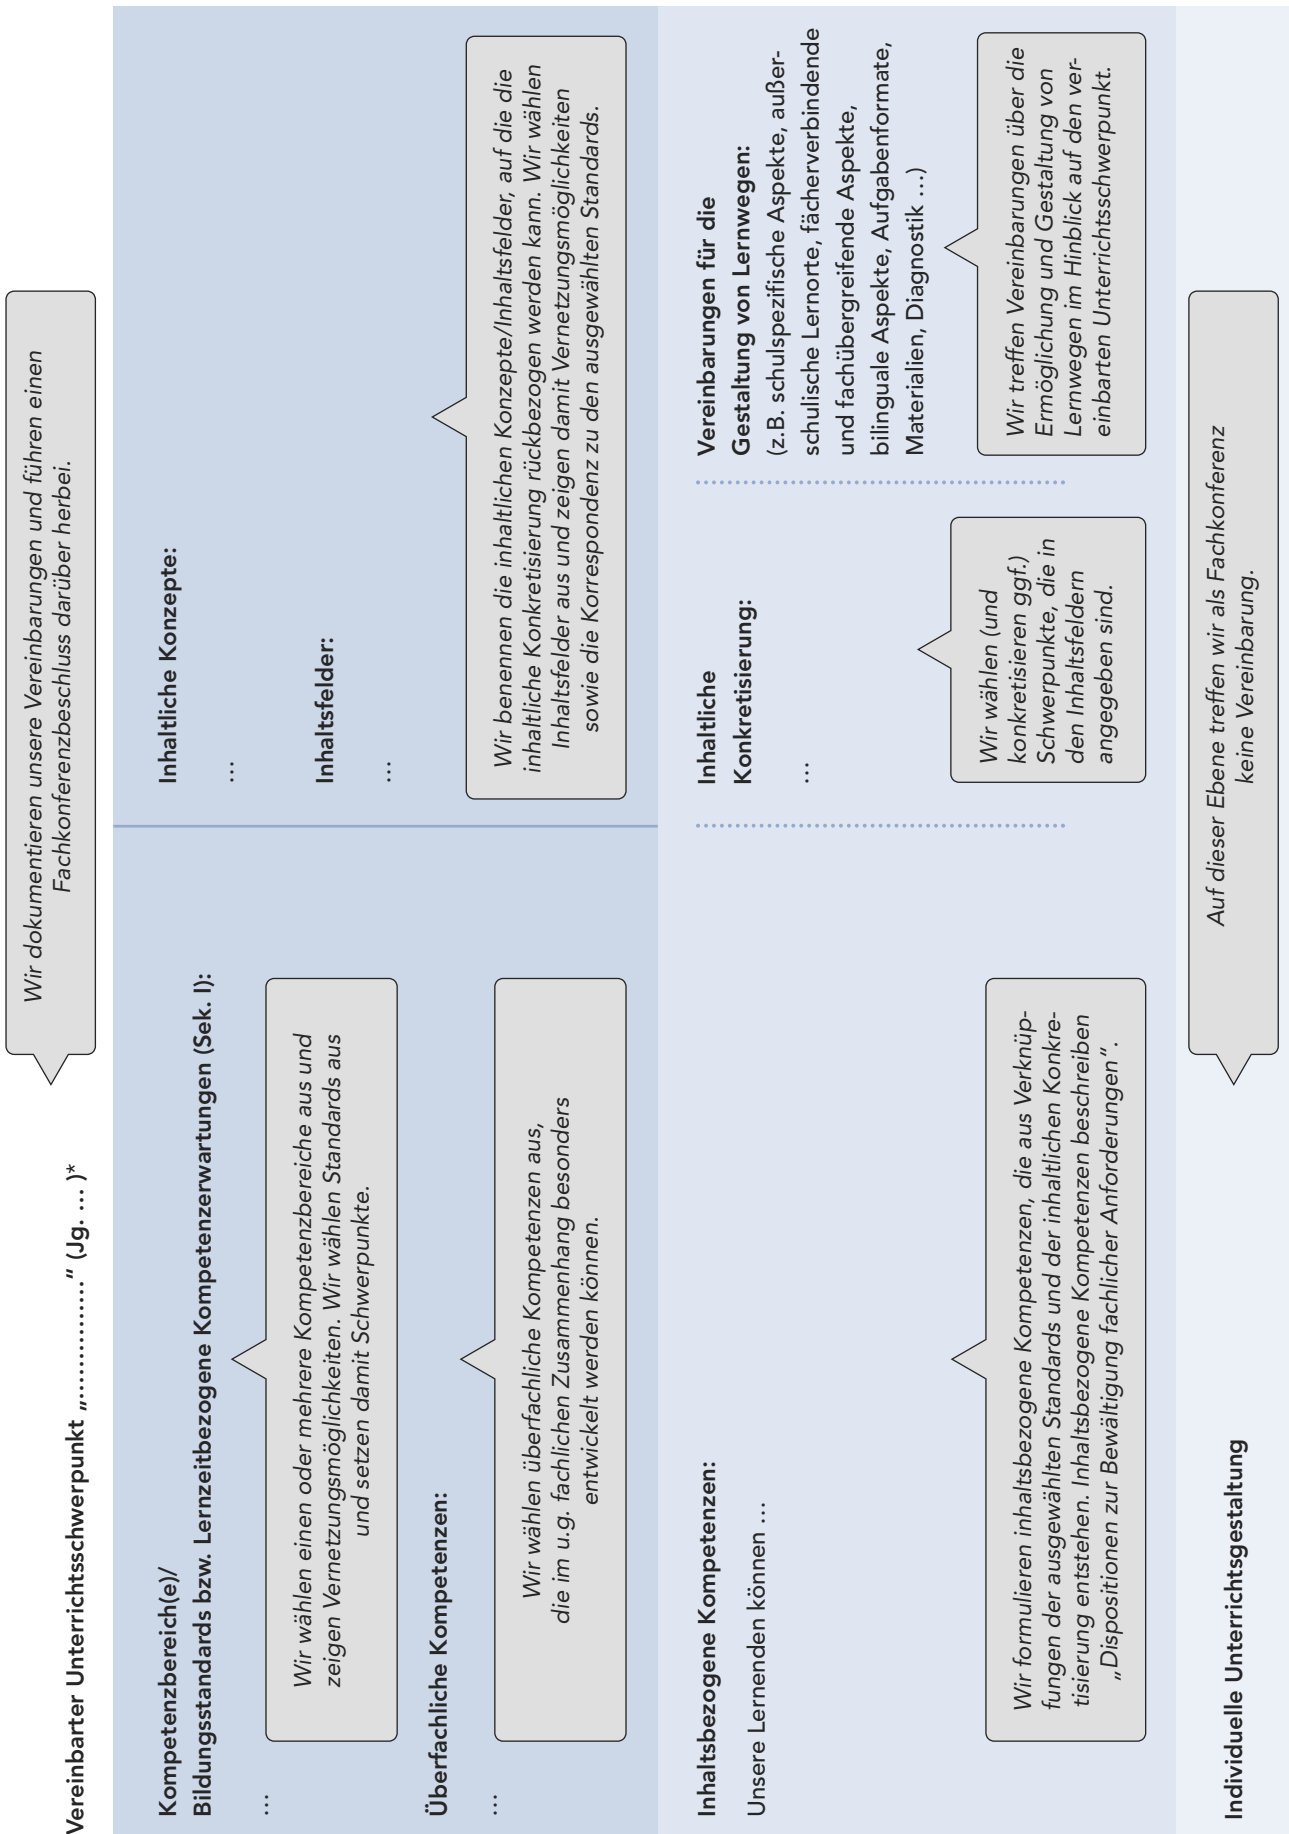 Vereinbarter Unterrichtsschwerpunkt „..............“ (Jg. …)*
Wir dokumentieren unsere Vereinbarungen und führen einen
Fachkonferenzbeschluss darüber herbei.
Kompetenzbereich(e)/
Bildungsstandards bzw. Lernzeitbezogene Kompetenzerwartungen (Sek. I):
…
Wir wählen einen oder mehrere Kompetenzbereiche aus und
zeigen Vernetzungsmöglichkeiten. Wir wählen Standards aus
und setzen damit Schwerpunkte.
Überfachliche Kompetenzen:
…
Wir wählen überfachliche Kompetenzen aus,
die im u.g. fachlichen Zusammenhang besonders
entwickelt werden können.
Inhaltliche Konzepte:
…
Inhaltsfelder:
…
Wir benennen die inhaltlichen Konzepte/Inhaltsfelder, auf die die
inhaltliche Konkretisierung rückbezogen werden kann. Wir wählen
Inhaltsfelder aus und zeigen damit Vernetzungsmöglichkeiten
sowie die Korrespondenz zu den ausgewählten Standards.
Inhaltsbezogene Kompetenzen:
Unsere Lernenden können …
Wir formulieren inhaltsbezogene Kompetenzen, die aus Verknüp-
fungen der ausgewählten Standards und der inhaltlichen Konkre-
tisierung entstehen. Inhaltsbezogene Kompetenzen beschreiben
„Dispositionen zur Bewältigung fachlicher Anforderungen“.
Inhaltliche
Konkretisierung:
…
Wir wählen (und
konkretisieren ggf.)
Schwerpunkte, die in
den Inhaltsfeldern
angegeben sind.
Vereinbarungen für die
Gestaltung von Lernwegen:
(z.B. schulspezifische Aspekte, außer-
schulische Lernorte, fächerverbindende
und fachübergreifende Aspekte,
bilinguale Aspekte, Aufgabenformate,
Materialien, Diagnostik …)
Wir treffen Vereinbarungen über die
Ermöglichung und Gestaltung von
Lernwegen im Hinblick auf den ver-
einbarten Unterrichtsschwerpunkt.
Individuelle Unterrichtsgestaltung
Auf dieser Ebene treffen wir als Fachkonferenz
keine Vereinbarung.